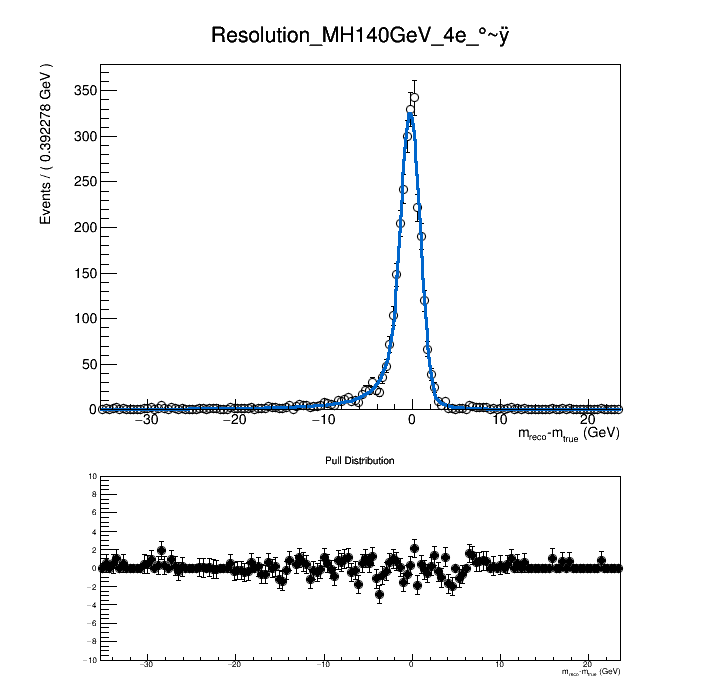 Resolution_MH140GeV_4e_°~ÿ
Events / ( 0.392278 GeV )
350
300
250
200
150
100
50
0
−30 −20 −10 0 10 20
m_reco-m_true (GeV)
Pull Distribution
10
8
6
4
2
0
−2
−4
−6
−8
−10
−30 −20 −10 0 10 20
m_reco-m_true (GeV)